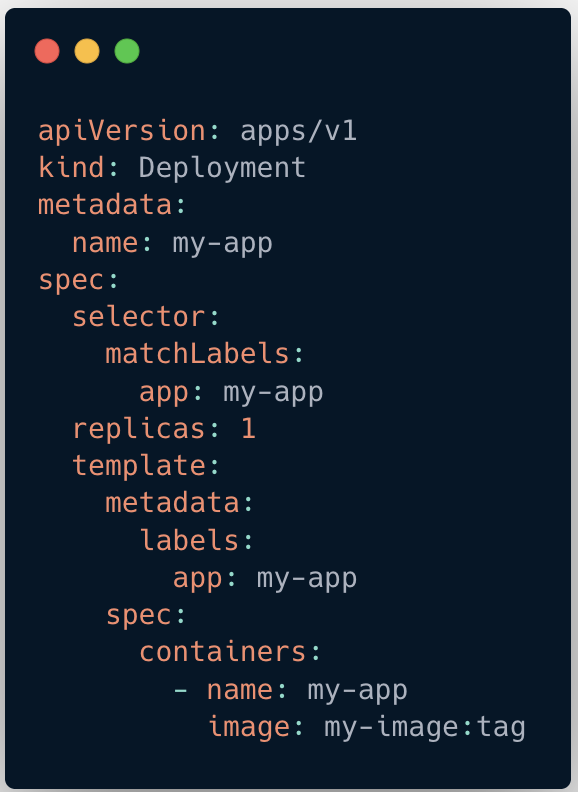 apiVersion: apps/v1
kind: Deployment
metadata:
  name: my-app
spec:
  selector:
    matchLabels:
      app: my-app
  replicas: 1
  template:
    metadata:
      labels:
        app: my-app
    spec:
      containers:
        - name: my-app
          image: my-image:tag